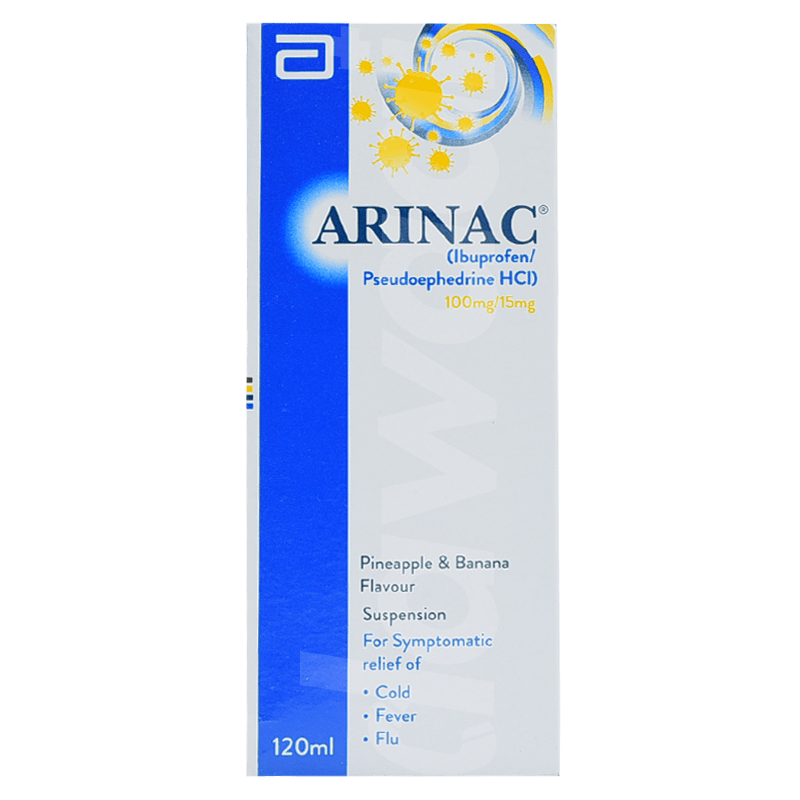 ARINAC®
(Ibuprofen/
Pseudoephedrine HCl)
100mg/15mg
Pineapple & Banana
Flavour
Suspension
For Symptomatic
relief of
• Cold
• Fever
• Flu
120ml